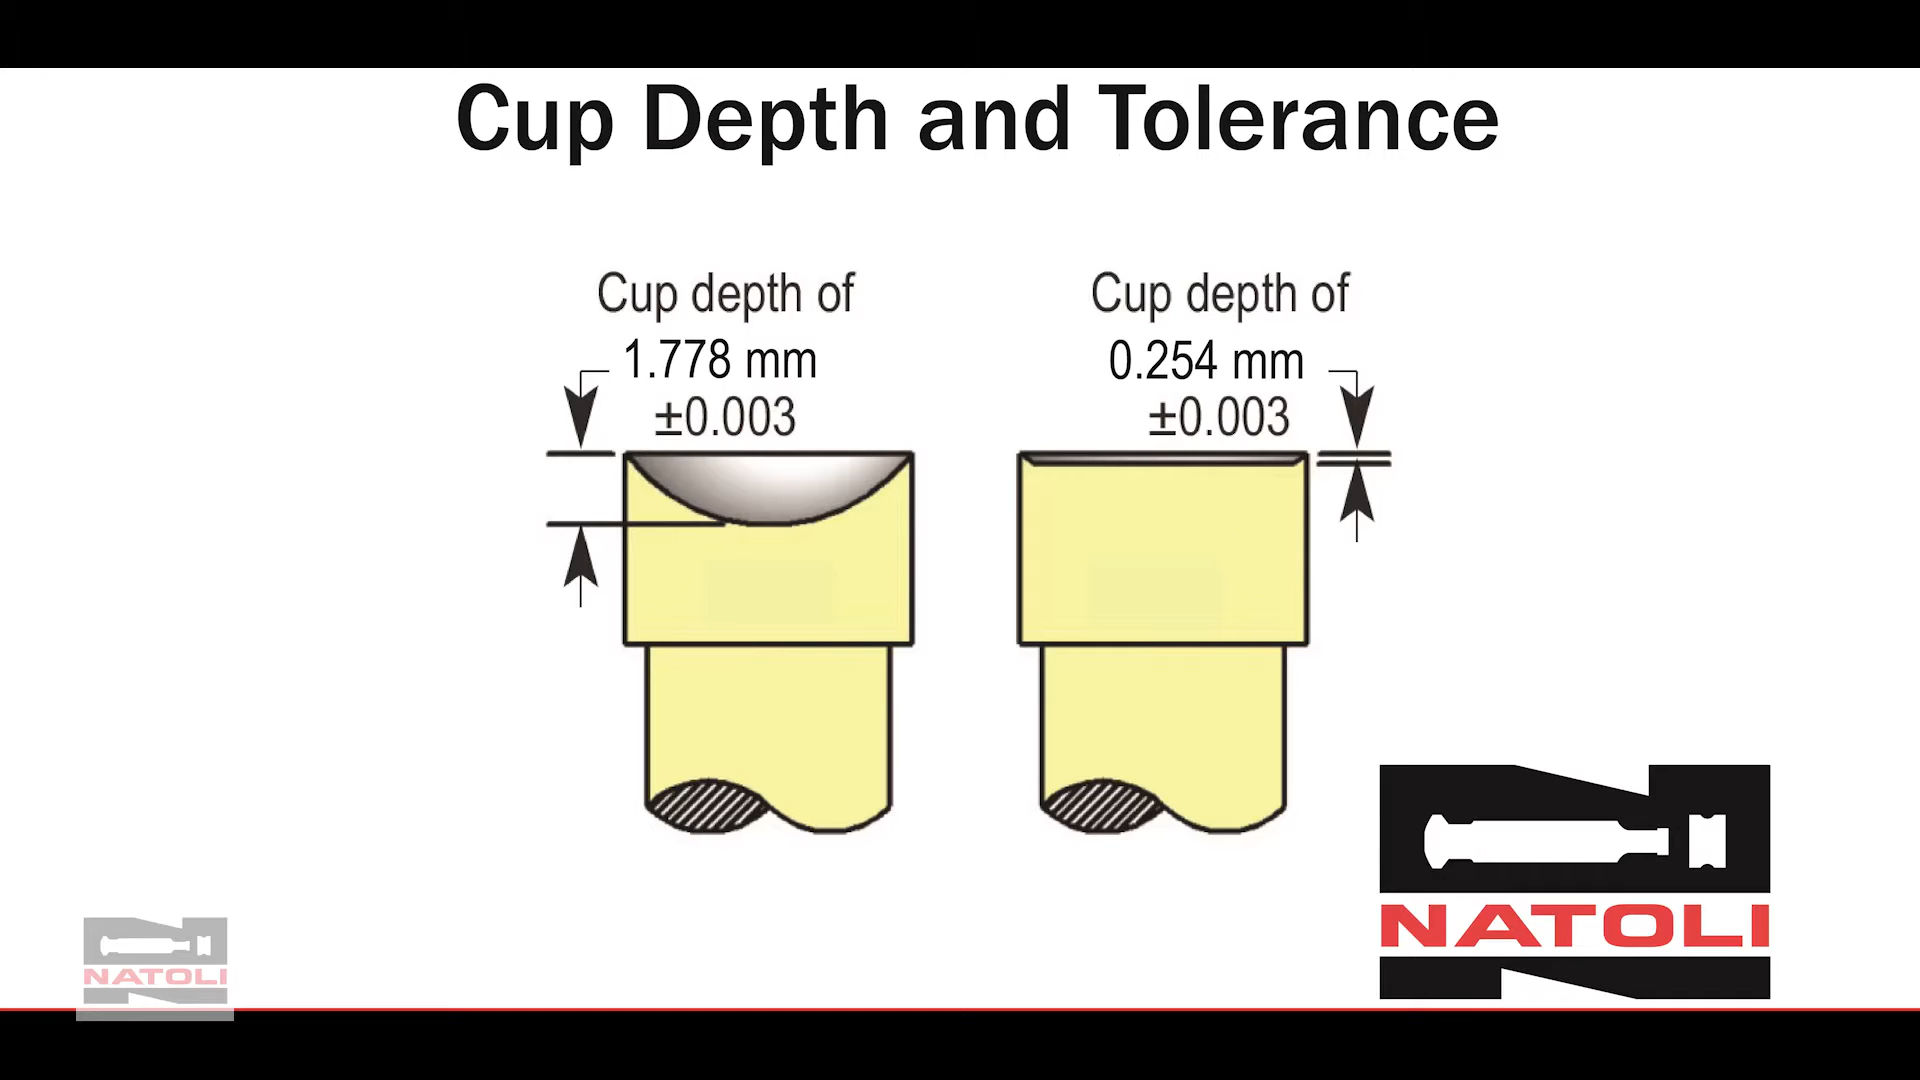 Cup Depth and Tolerance
Cup depth of
1.778 mm
±0.003
Cup depth of
0.254 mm
±0.003
NATOLI
NATOLI